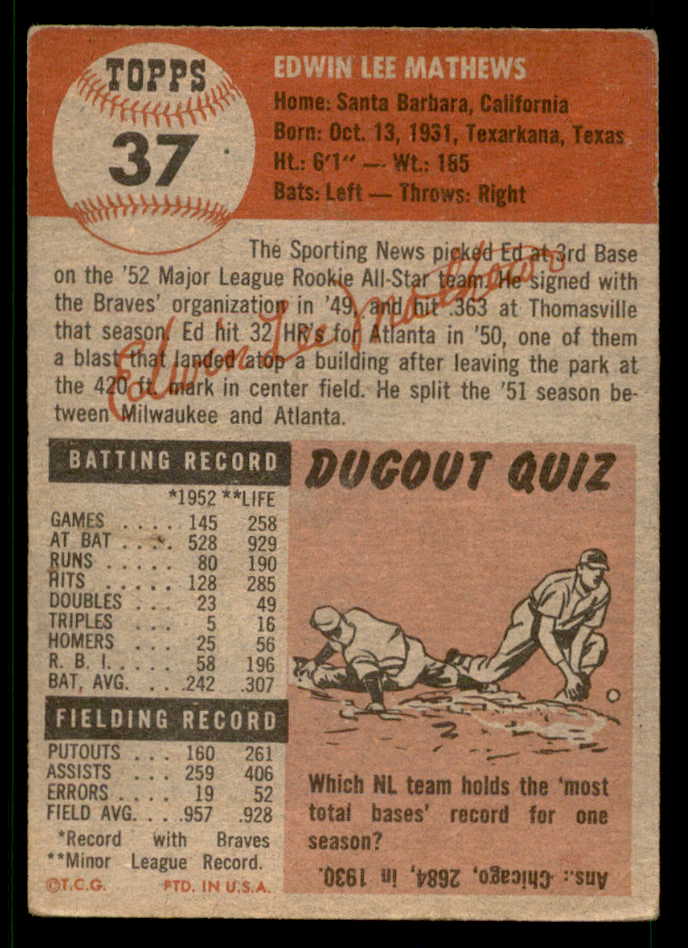 TOPPS
37
EDWIN LEE MATHEWS
Home: Santa Barbara, California
Born: Oct. 13, 1931, Texarkana, Texas
Ht.: 6'1" — Wt.: 185
Bats: Left — Throws: Right
The Sporting News picked Ed at 3rd Base
on the '52 Major League Rookie All-Star team. He signed with
the Braves' organization in '49, and hit .363 at Thomasville
that season. Ed hit 32 HR's for Atlanta in '50, one of them
a blast that landed atop a building after leaving the park at
the 420 ft. mark in center field. He split the '51 season be-
tween Milwaukee and Atlanta.
Edwin Lee Mathews
BATTING RECORD
*1952 **LIFE
GAMES .... 145 258
AT BAT .... 528 929
RUNS ..... 80 190
HITS ..... 128 285
DOUBLES ... 23 49
TRIPLES ... 5 16
HOMERS ... 25 56
R. B. I. .... 58 196
BAT, AVG. ... .242 .307
FIELDING RECORD
PUTOUTS ... 160 261
ASSISTS ... 259 406
ERRORS .... 19 52
FIELD AVG. ... .957 .928
*Record with Braves
**Minor League Record.
©T.C.G. PTD. IN U.S.A.
DUGOUT QUIZ
Which NL team holds the 'most
total bases' record for one
season?
Ans.: Chicago, 2684, in 1930.